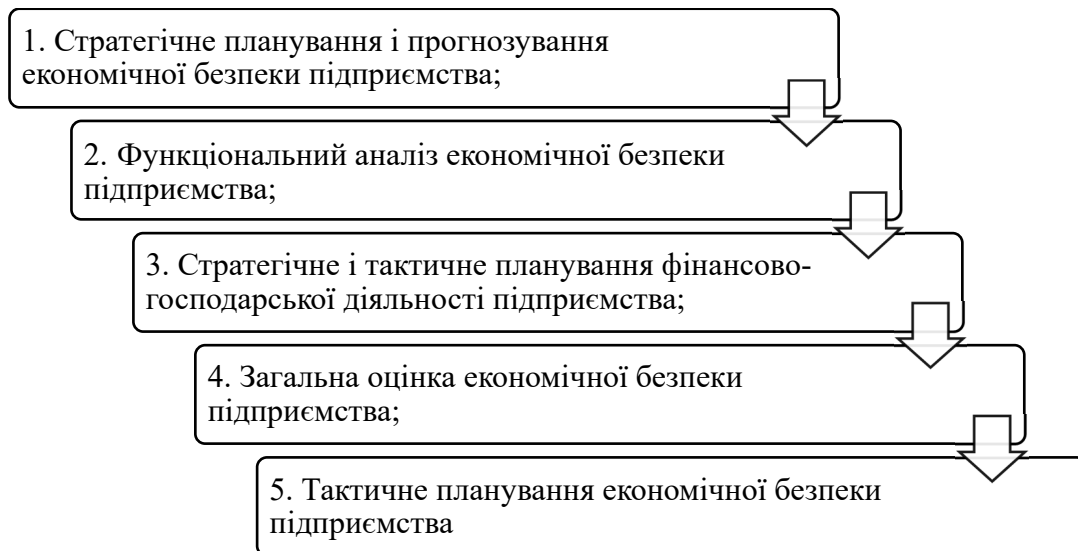 1. Стратегічне планування і прогнозування
економічної безпеки підприємства;
2. Функціональний аналіз економічної безпеки
підприємства;
3. Стратегічне і тактичне планування фінансово-
господарської діяльності підприємства;
4. Загальна оцінка економічної безпеки
підприємства;
5. Тактичне планування економічної безпеки
підприємства